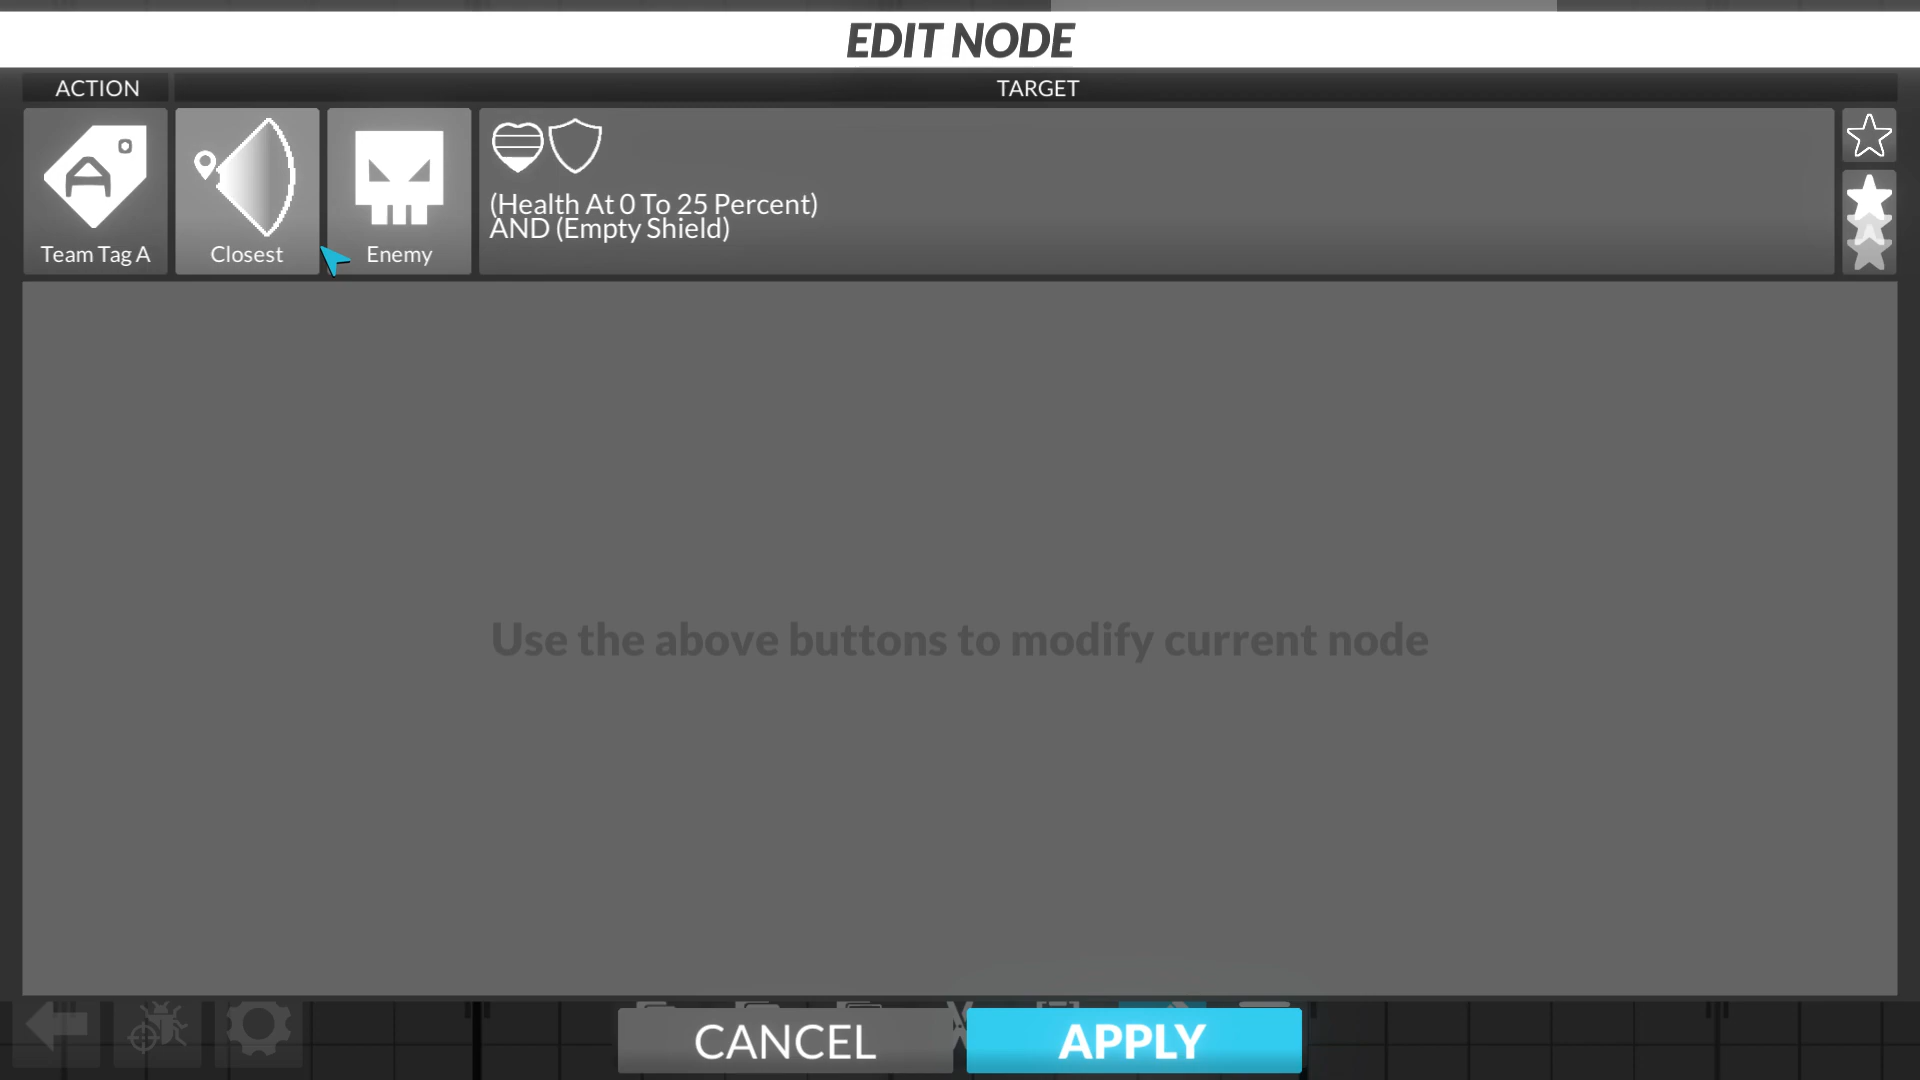 EDIT NODE
ACTION
TARGET
A
Team Tag A
Closest
Enemy
(Health At 0 To 25 Percent)
AND (Empty Shield)
Use the above buttons to modify current node
CANCEL
APPLY